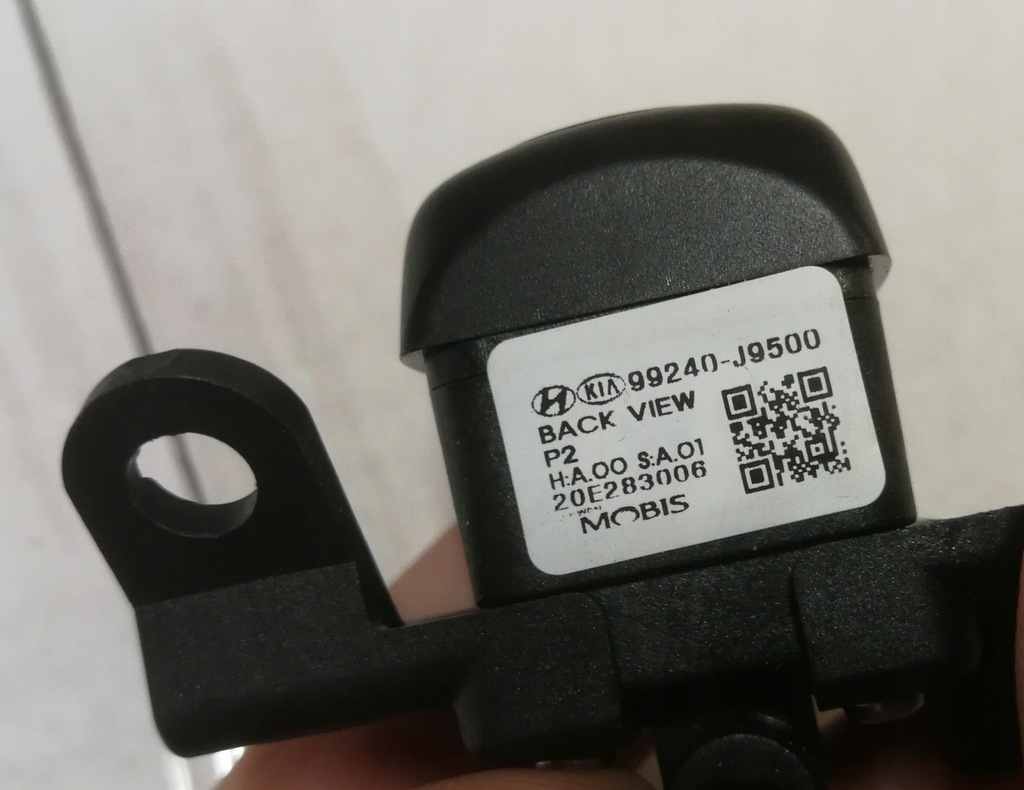 KIA 99240-J9500
BACK VIEW
P2
H:A.00 S:A.01
20E283006
MOBIS